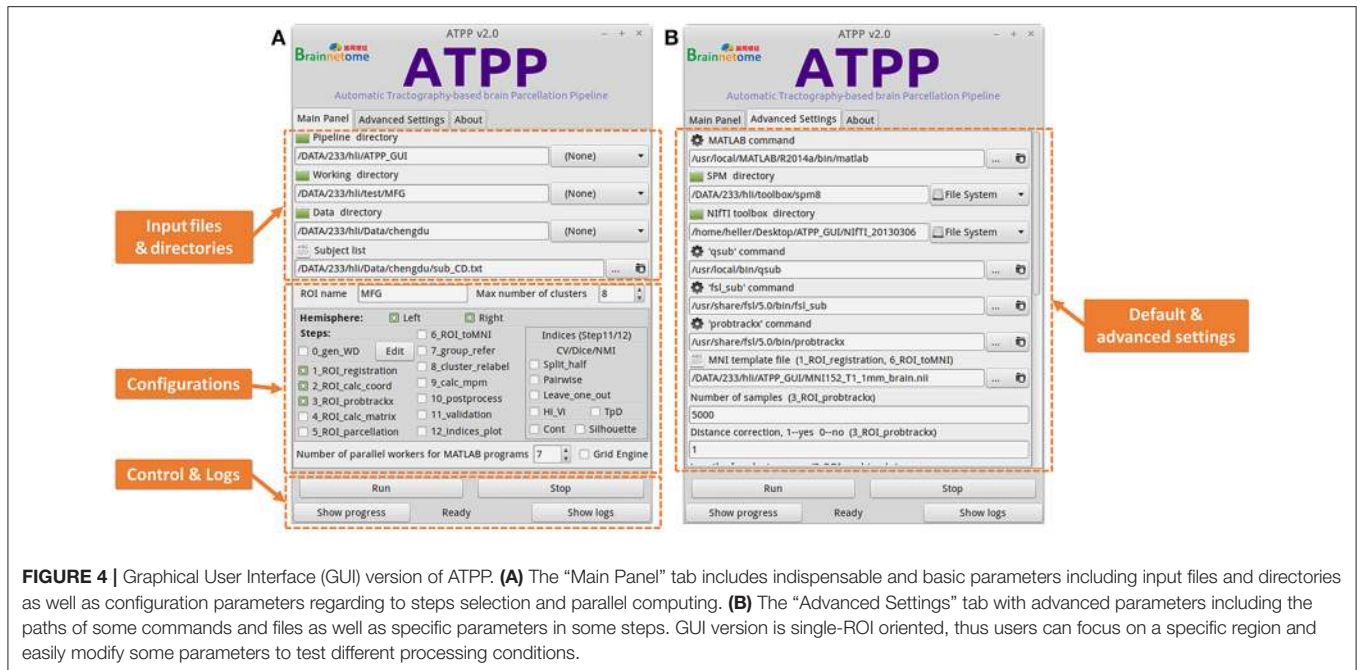 A
ATPP v2.0
Brainnetome
ATPP
Automatic Tractography-based brain Parcellation Pipeline
Main Panel Advanced Settings About
Pipeline directory
/DATA/233/hli/ATPP_GUI (None)
Working directory
/DATA/233/hli/test/MFG (None)
Data directory
/DATA/233/hli/Data/chengdu (None)
Subject list
/DATA/233/hli/Data/chengdu/sub_CD.txt ...
ROI name MFG Max number of clusters 8
Hemisphere: Left Right
Steps:
0_gen_WD Edit
1_ROI_registration
2_ROI_calc_coord
3_ROI_probtrackx
4_ROI_calc_matrix
5_ROI_parcellation
6_ROI_toMNI
7_group_refer
8_cluster_relabel
9_calc_mpm
10_postprocess
11_validation
12_indices_plot
Indices (Step11/12)
CV/Dice/NMI
Split_half
Pairwise
Leave_one_out
HI_VI TpD
Cont Silhouette
Number of parallel workers for MATLAB programs 7 Grid Engine
Run Stop
Show progress Ready Show logs
Input files
& directories
Configurations
Control & Logs
B
ATPP v2.0
Brainnetome
ATPP
Automatic Tractography-based brain Parcellation Pipeline
Main Panel Advanced Settings About
MATLAB command
/usr/local/MATLAB/R2014a/bin/matlab ...
SPM directory
/DATA/233/hli/toolbox/spm8 File System
NIfTI toolbox directory
/home/heller/Desktop/ATPP_GUI/NIfTI_20130306 File System
'qsub' command
/usr/local/bin/qsub ...
'fsl_sub' command
/usr/share/fsl/5.0/bin/fsl_sub ...
'probtrackx' command
/usr/share/fsl/5.0/bin/probtrackx ...
MNI template file (1_ROI_registration, 6_ROI_toMNI)
/DATA/233/hli/ATPP_GUI/MNI152_T1_1mm_brain.nii ...
Number of samples (3_ROI_probtrackx)
5000
Distance correction, 1--yes 0--no (3_ROI_probtrackx)
1
Run Stop
Show progress Ready Show logs
Default &
advanced settings
FIGURE 4 | Graphical User Interface (GUI) version of ATPP. (A) The “Main Panel” tab includes indispensable and basic parameters including input files and directories
as well as configuration parameters regarding to steps selection and parallel computing. (B) The “Advanced Settings” tab with advanced parameters including the
paths of some commands and files as well as specific parameters in some steps. GUI version is single-ROI oriented, thus users can focus on a specific region and
easily modify some parameters to test different processing conditions.